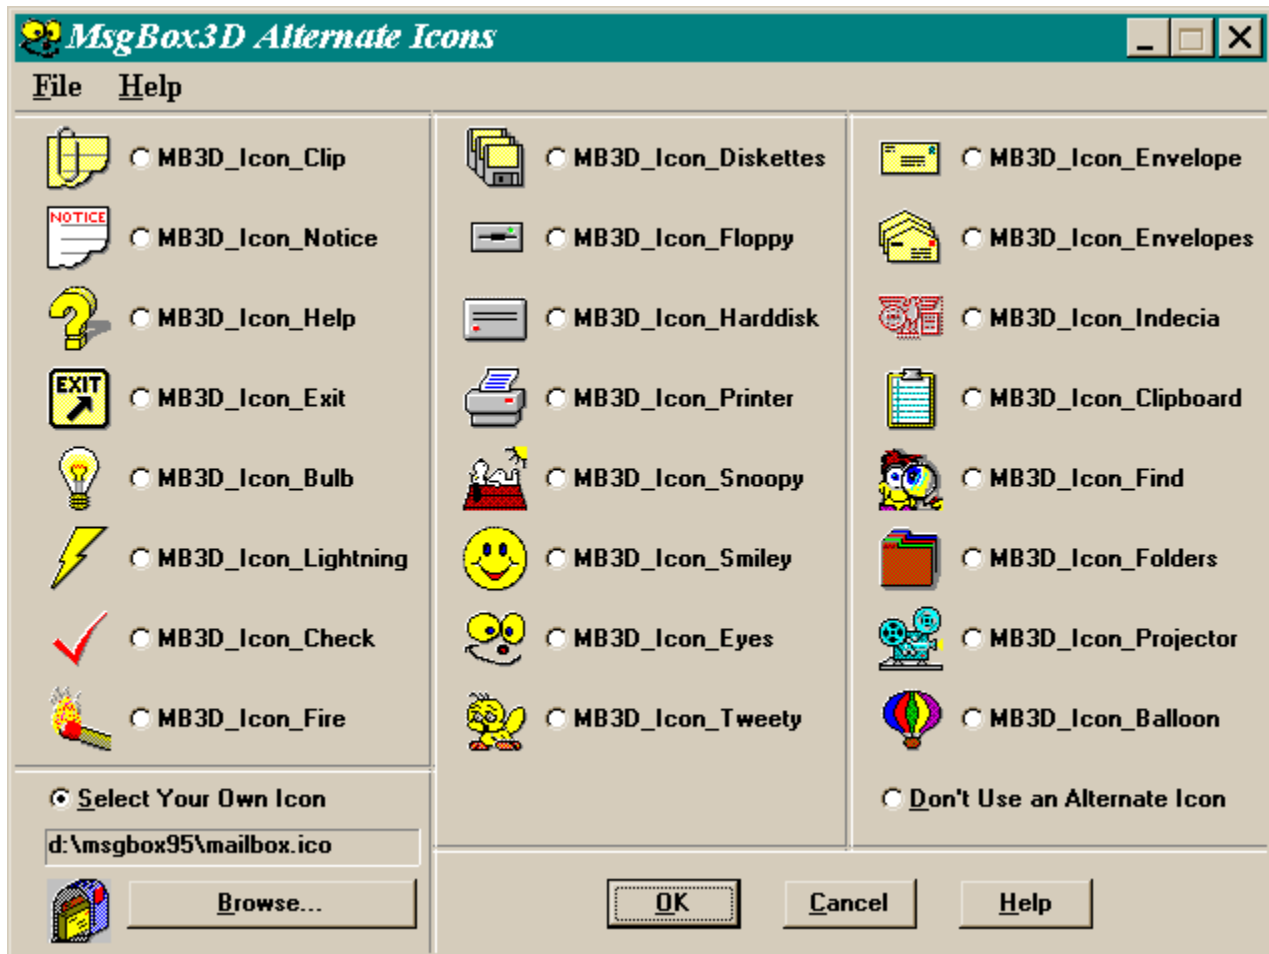 MsgBox3D Alternate Icons
File Help
MB3D_Icon_Clip
NOTICE
MB3D_Icon_Notice
MB3D_Icon_Help
EXIT
MB3D_Icon_Exit
MB3D_Icon_Bulb
MB3D_Icon_Lightning
MB3D_Icon_Check
MB3D_Icon_Fire
Select Your Own Icon
d:\msgbox95\mailbox.ico
Browse...
MB3D_Icon_Diskettes
MB3D_Icon_Floppy
MB3D_Icon_Harddisk
MB3D_Icon_Printer
MB3D_Icon_Snoopy
MB3D_Icon_Smiley
MB3D_Icon_Eyes
MB3D_Icon_Tweety
MB3D_Icon_Envelope
MB3D_Icon_Envelopes
MB3D_Icon_Indecia
MB3D_Icon_Clipboard
MB3D_Icon_Find
MB3D_Icon_Folders
MB3D_Icon_Projector
MB3D_Icon_Balloon
Don't Use an Alternate Icon
OK Cancel Help